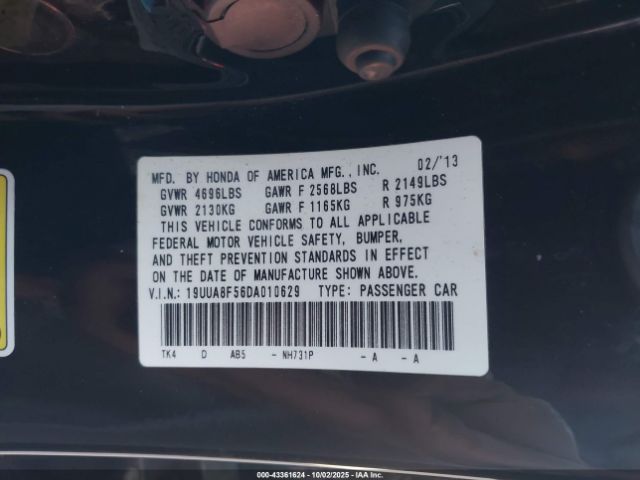 MFD. BY HONDA OF AMERICA MFG., INC. 02/'13
GVWR 4696LBS GAWR F 2568LBS R 2149LBS
GVWR 2130KG GAWR F 1165KG R 975KG
THIS VEHICLE CONFORMS TO ALL APPLICABLE
FEDERAL MOTOR VEHICLE SAFETY, BUMPER,
AND THEFT PREVENTION STANDARDS IN EFFECT
ON THE DATE OF MANUFACTURE SHOWN ABOVE.
V.I.N.: 19UUA8F56DA010629 TYPE: PASSENGER CAR
TK4 D AB5 - NH731P - A - A
000-43361624 - 10/02/2025 - IAA Inc.